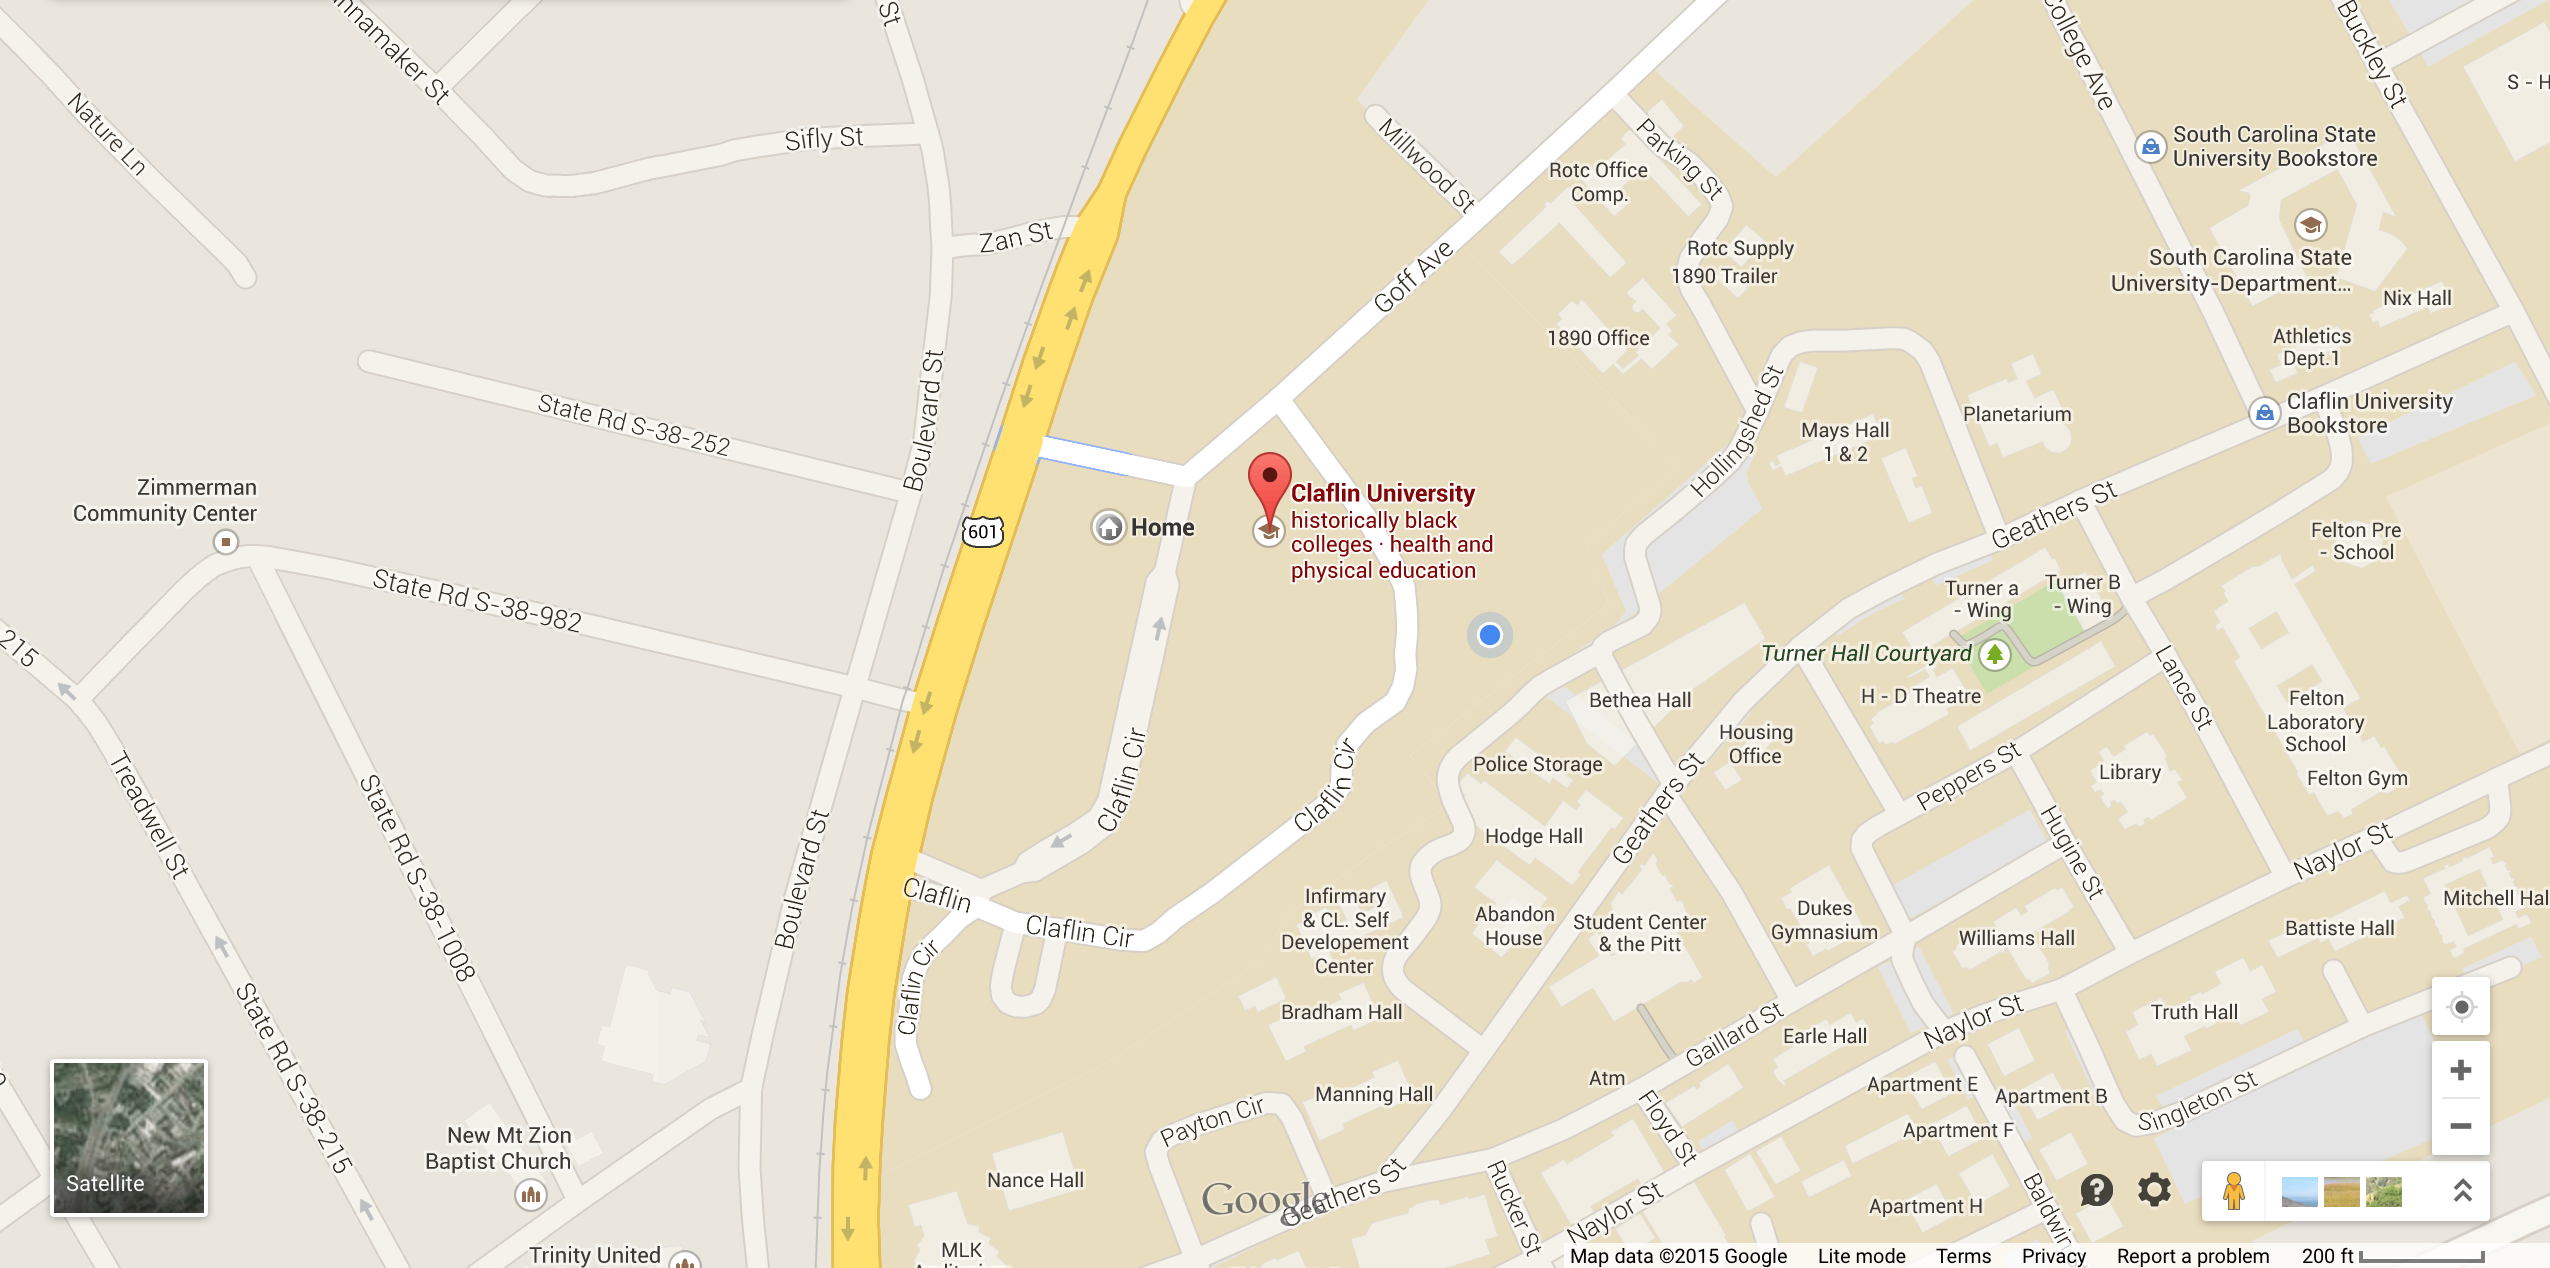 nnamaker St
St
College Ave
Buckley St
S - H
Nature Ln
Sifly St
Millwood St
Parking St
South Carolina State
University Bookstore
Rotc Office
Comp.
Zan St
Goff Ave
Rotc Supply
1890 Trailer
South Carolina State
University-Department...
Nix Hall
1890 Office
Athletics
Dept.1
State Rd S-38-252
Boulevard St
Hollingshed St
Mays Hall
1 & 2
Planetarium
Claflin University
Bookstore
Zimmerman
Community Center
601
Home
Claflin University
historically black
colleges · health and
physical education
Geathers St
Felton Pre
- School
State Rd S-38-982
Turner a
- Wing
Turner B
- Wing
215
Turner Hall Courtyard
Lance St
H - D Theatre
Bethea Hall
Felton
Laboratory
School
Housing
Office
Treadwell St
State Rd S-38-1008
Claflin Cir
Claflin Cir
Police Storage
Geathers St
Peppers St
Library
Felton Gym
Boulevard St
Hodge Hall
Hugine St
Naylor St
Claflin
Claflin Cir
Infirmary
& CL. Self
Developement
Center
Abandon
House
Student Center
& the Pitt
Dukes
Gymnasium
Williams Hall
Battiste Hall
Mitchell Hal
Claflin Cir
State Rd S-38-215
Bradham Hall
Gaillard St
Earle Hall
Naylor St
Truth Hall
Manning Hall
Atm
Floyd St
Apartment E
Apartment B
Singleton St
Payton Cir
Apartment F
New Mt Zion
Baptist Church
Satellite
Nance Hall
Google
Geathers St
Rucker St
Naylor St
Apartment H
Baldwin
MLK
Trinity United
Map data ©2015 Google
Lite mode
Terms
Privacy
Report a problem
200 ft